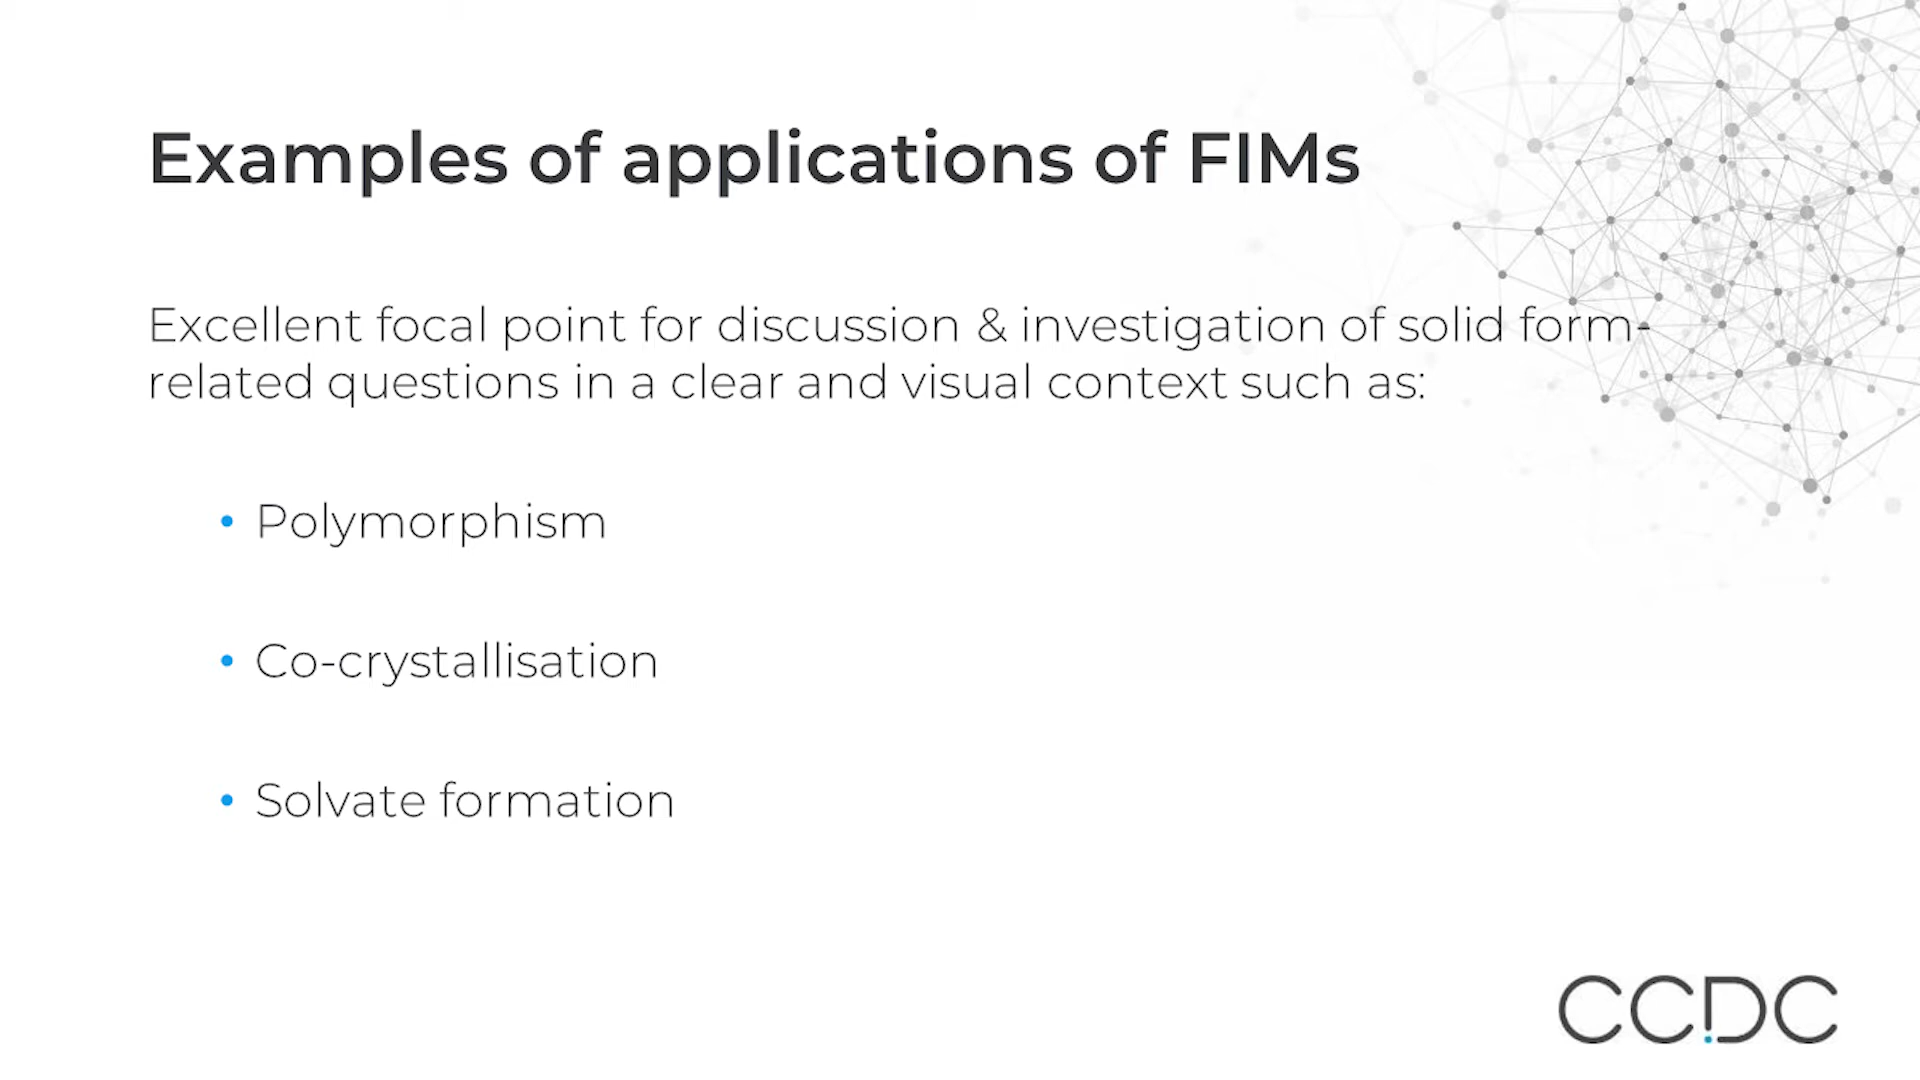 Examples of applications of FIMs
Excellent focal point for discussion & investigation of solid form-
related questions in a clear and visual context such as:
• Polymorphism
• Co-crystallisation
• Solvate formation
CCDC